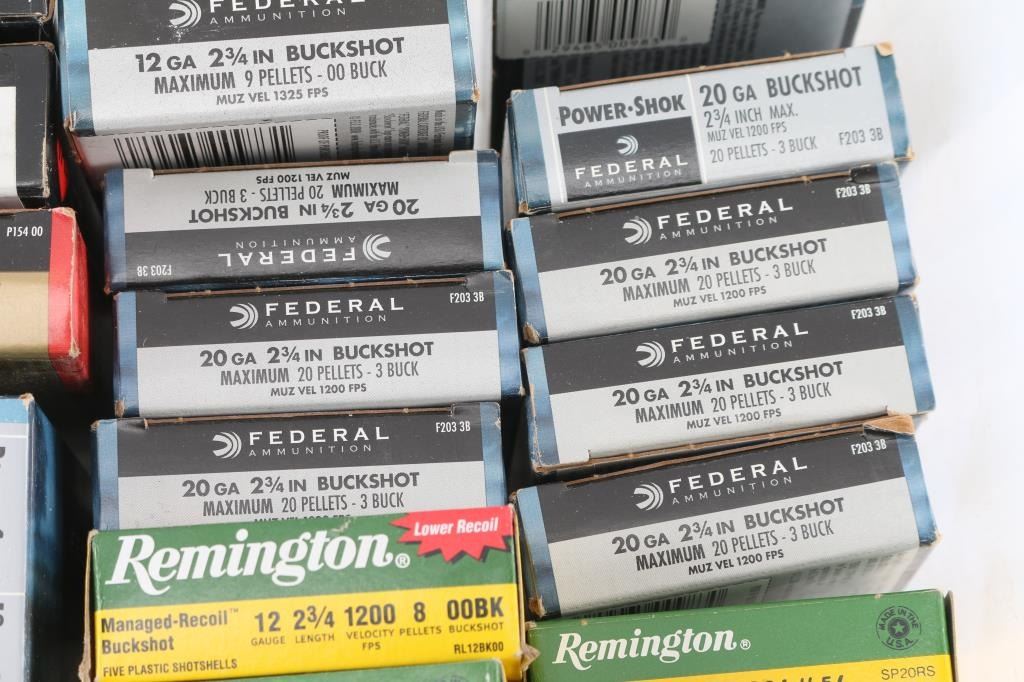 FEDERAL
AMMUNITION
12 GA 2¾ IN BUCKSHOT
MAXIMUM 9 PELLETS - 00 BUCK
MUZ VEL 1325 FPS
FEDERAL
AMMUNITION
F203 3B
20 GA 2¾ IN BUCKSHOT
MAXIMUM 20 PELLETS - 3 BUCK
MUZ VEL 1200 FPS
FEDERAL
AMMUNITION
F203 3B
20 GA 2¾ IN BUCKSHOT
MAXIMUM 20 PELLETS - 3 BUCK
MUZ VEL 1200 FPS
FEDERAL
AMMUNITION
F203 3B
20 GA 2¾ IN BUCKSHOT
MAXIMUM 20 PELLETS - 3 BUCK
P154 00
Remington®
Lower Recoil
Managed-Recoil™
Buckshot
FIVE PLASTIC SHOTSHELLS
12 2¾ 1200 8 00BK
GAUGE LENGTH VELOCITY PELLETS BUCKSHOT
FPS
RL12BK00
POWER•SHOK
FEDERAL
AMMUNITION
20 GA BUCKSHOT
2¾ INCH MAX.
MUZ VEL 1200 FPS
20 PELLETS - 3 BUCK F203 3B
FEDERAL
AMMUNITION
F203 3B
20 GA 2¾ IN BUCKSHOT
MAXIMUM 20 PELLETS - 3 BUCK
MUZ VEL 1200 FPS
FEDERAL
AMMUNITION
F203 3B
20 GA 2¾ IN BUCKSHOT
MAXIMUM 20 PELLETS - 3 BUCK
MUZ VEL 1200 FPS
FEDERAL
AMMUNITION
F203 3B
20 GA 2¾ IN BUCKSHOT
MAXIMUM 20 PELLETS - 3 BUCK
MUZ VEL 1200 FPS
Remington®
MADE IN THE U.S.A.
SP20RS